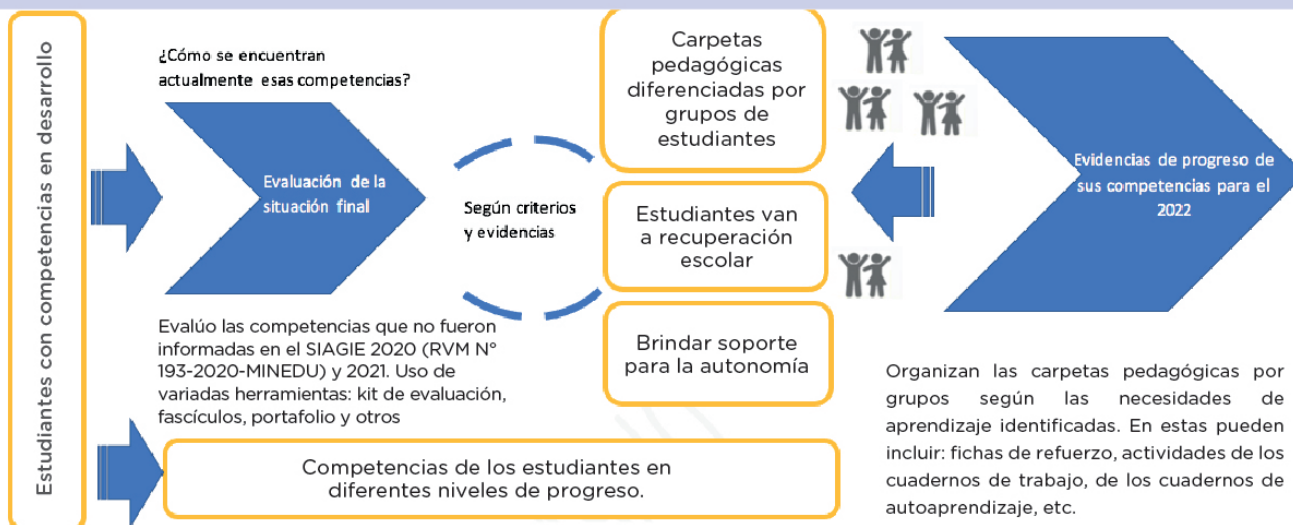 Estudiantes con competencias en desarrollo
¿Cómo se encuentran
actualmente esas competencias?
Evaluación de la
situación final
Evalúo las competencias que no fueron
informadas en el SIAGIE 2020 (RVM N°
193-2020-MINEDU) y 2021. Uso de
variadas herramientas: kit de evaluación,
fascículos, portafolio y otros
Según criterios
y evidencias
Carpetas
pedagógicas
diferenciadas por
grupos de
estudiantes
Estudiantes van
a recuperación
escolar
Brindar soporte
para la autonomía
Evidencias de progreso de
sus competencias para el
2022
Organizan las carpetas pedagógicas por
grupos según las necesidades de
aprendizaje identificadas. En estas pueden
incluir: fichas de refuerzo, actividades de los
cuadernos de trabajo, de los cuadernos de
autoaprendizaje, etc.
Competencias de los estudiantes en
diferentes niveles de progreso.